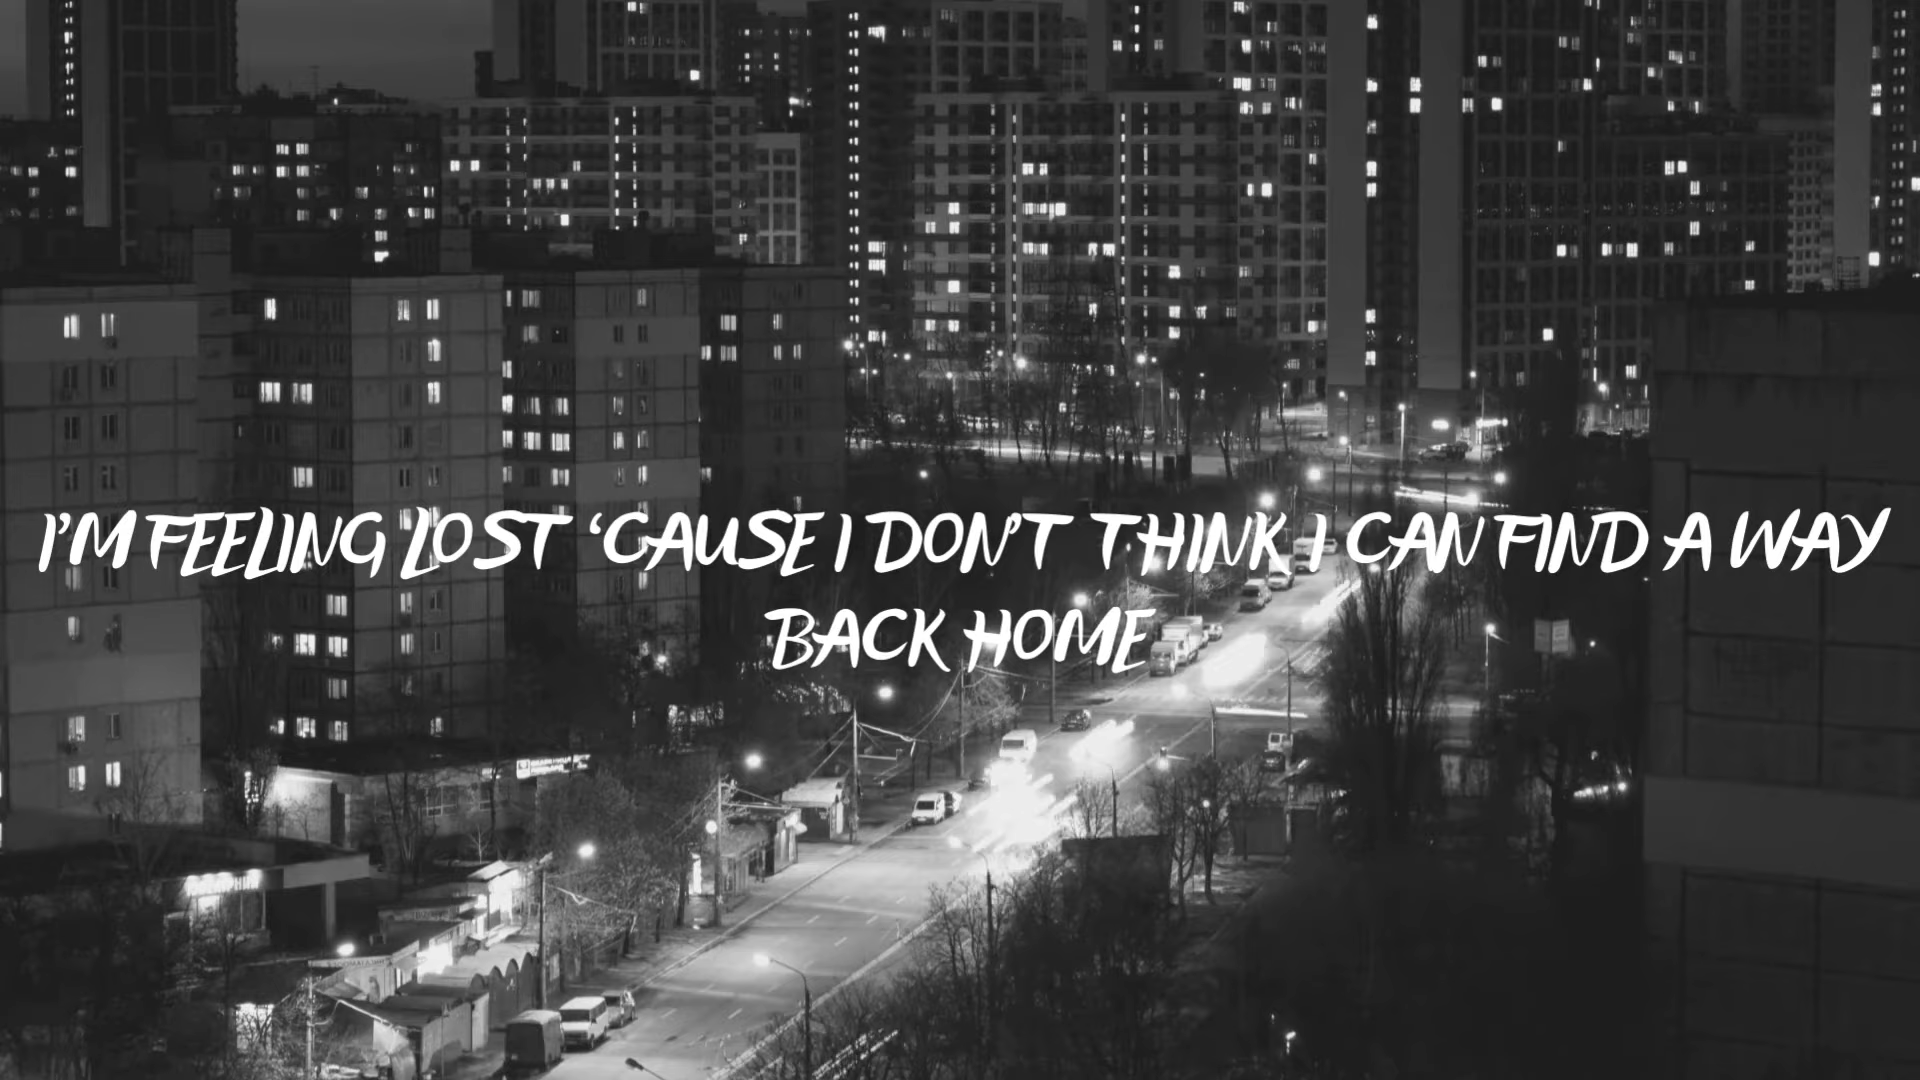 I'M FEELING LOST ‘CAUSE I DON’T THINK I CAN FIND A WAY
BACK HOME